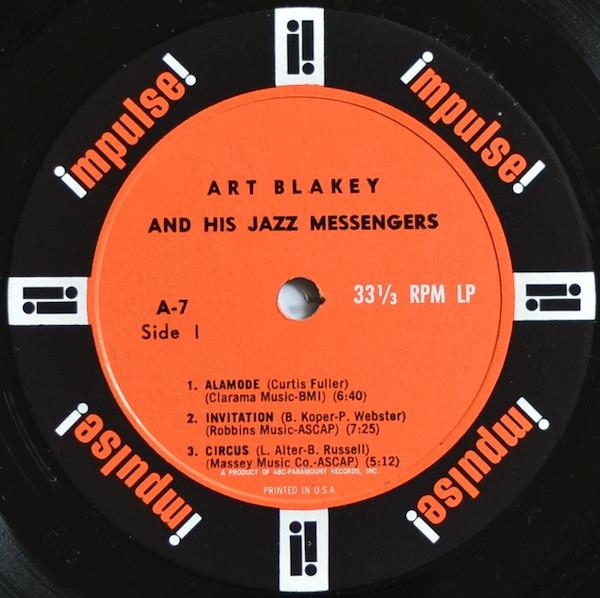 impulse!
impulse!
ART BLAKEY
AND HIS JAZZ MESSENGERS
A-7
Side 1
33⅓ RPM LP
1. ALAMODE (Curtis Fuller)
(Clarama Music-BMI) (6:40)
2. INVITATION (B. Koper-P. Webster)
(Robbins Music-ASCAP) (7:25)
3. CIRCUS (L. Alter-B. Russell)
(Massey Music Co.-ASCAP) (5:12)
A PRODUCT OF ABC-PARAMOUNT RECORDS, INC.
PRINTED IN U.S.A.
impulse!
impulse!